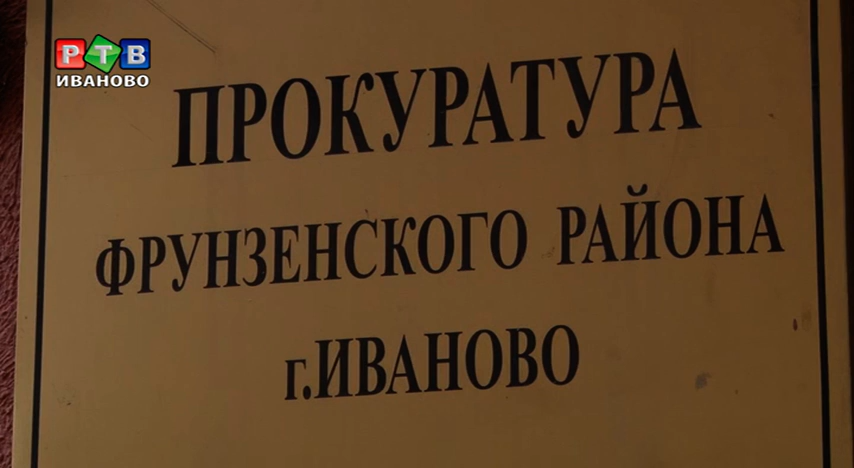 РТВ
ИВАНОВО
ПРОКУРАТУРА
ФРУНЗЕНСКОГО РАЙОНА
г.ИВАНОВО